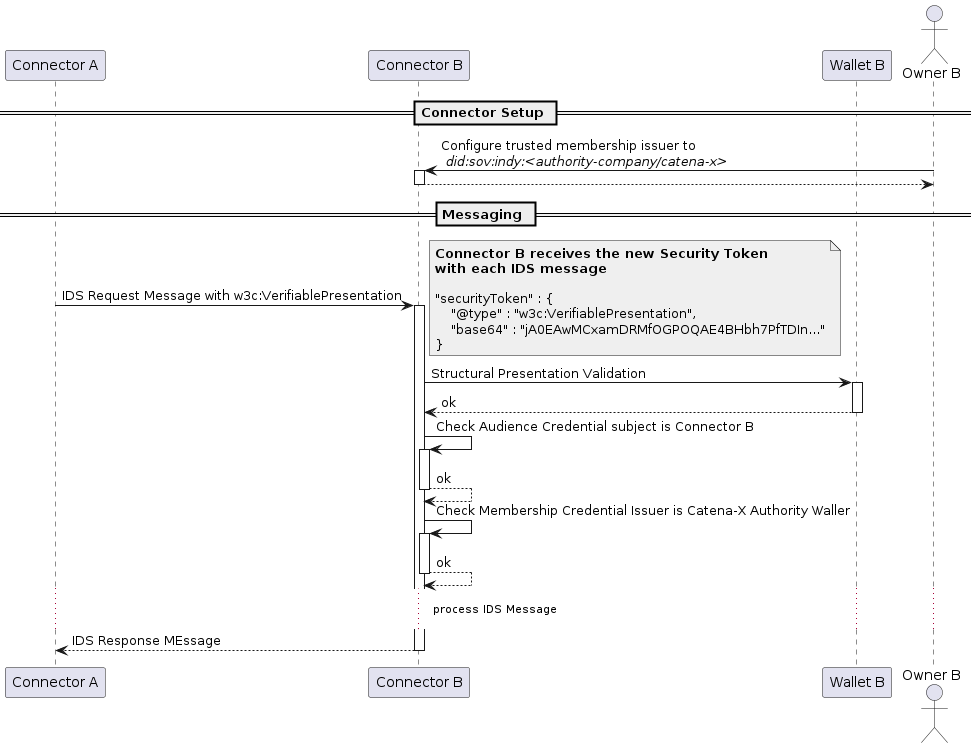 Connector A
Connector B
Wallet B
Owner B
Connector Setup
Configure trusted membership issuer to
did:sov:indy:<authority-company/catena-x>
Messaging
Connector B receives the new Security Token
with each IDS message
"securityToken" : {
"@type" : "w3c:VerifiablePresentation",
"base64" : "jA0EAwMCxamDRMfOGPOQAE4BHbh7PfTDIn..."
}
IDS Request Message with w3c:VerifiablePresentation
Structural Presentation Validation
ok
Check Audience Credential subject is Connector B
ok
Check Membership Credential Issuer is Catena-X Authority Waller
ok
process IDS Message
IDS Response MEssage
Connector A
Connector B
Wallet B
Owner B